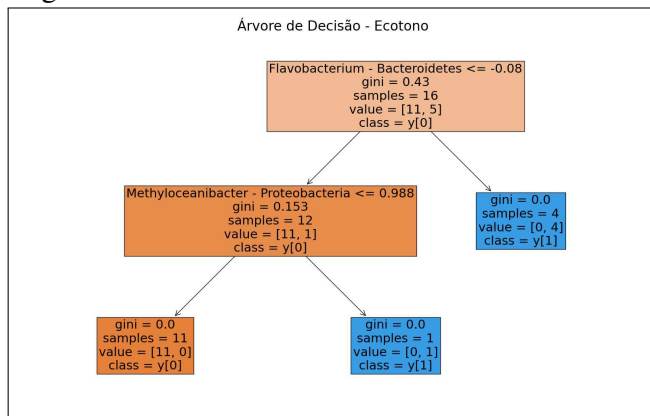 Árvore de Decisão - Ecotono
Flavobacterium - Bacteroidetes <= -0.08
gini = 0.43
samples = 16
value = [11, 5]
class = y[0]
Methyloceanibacter - Proteobacteria <= 0.988
gini = 0.153
samples = 12
value = [11, 1]
class = y[0]
gini = 0.0
samples = 4
value = [0, 4]
class = y[1]
gini = 0.0
samples = 11
value = [11, 0]
class = y[0]
gini = 0.0
samples = 1
value = [0, 1]
class = y[1]